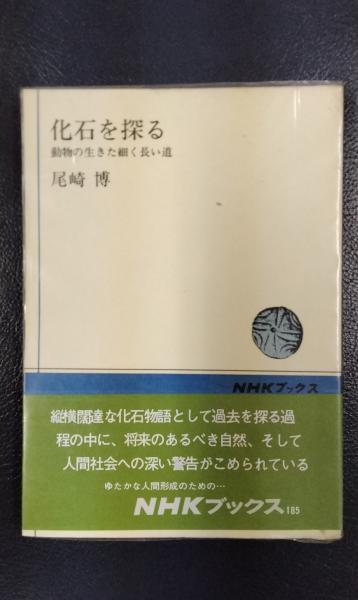 化石を探る
動物の生きた細く長い道
尾崎 博
NHKブックス
縦横闊達な化石物語として過去を探る過
程の中に、将来のあるべき自然、そして
人間社会への深い警告がこめられている
ゆたかな人間形成のための…
NHKブックス185